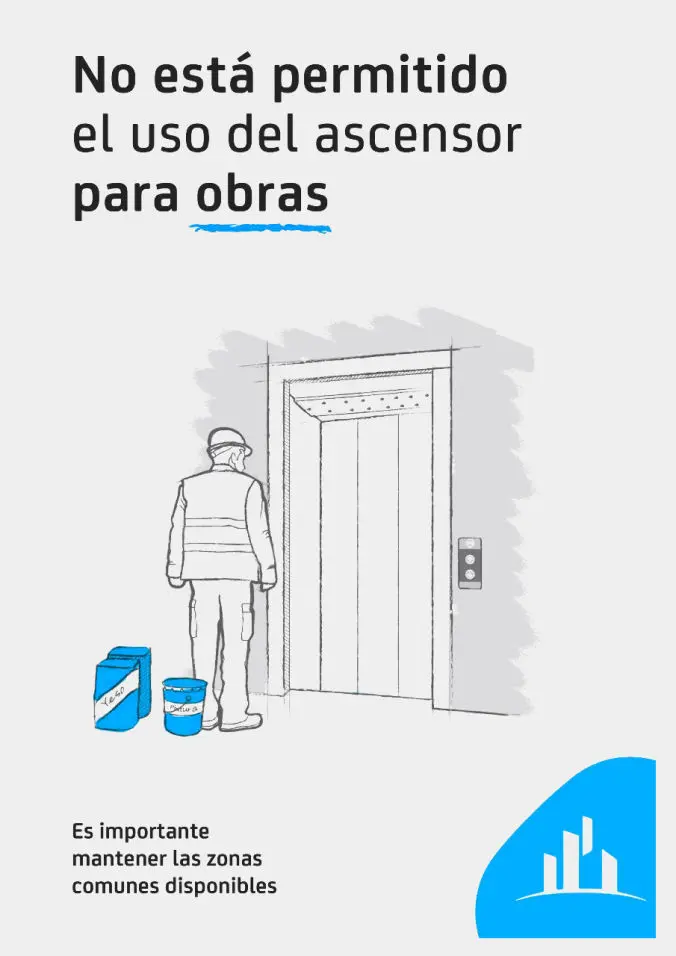 No está permitido
el uso del ascensor
para obras
Yeso
Pintura
Es importante
mantener las zonas
comunes disponibles